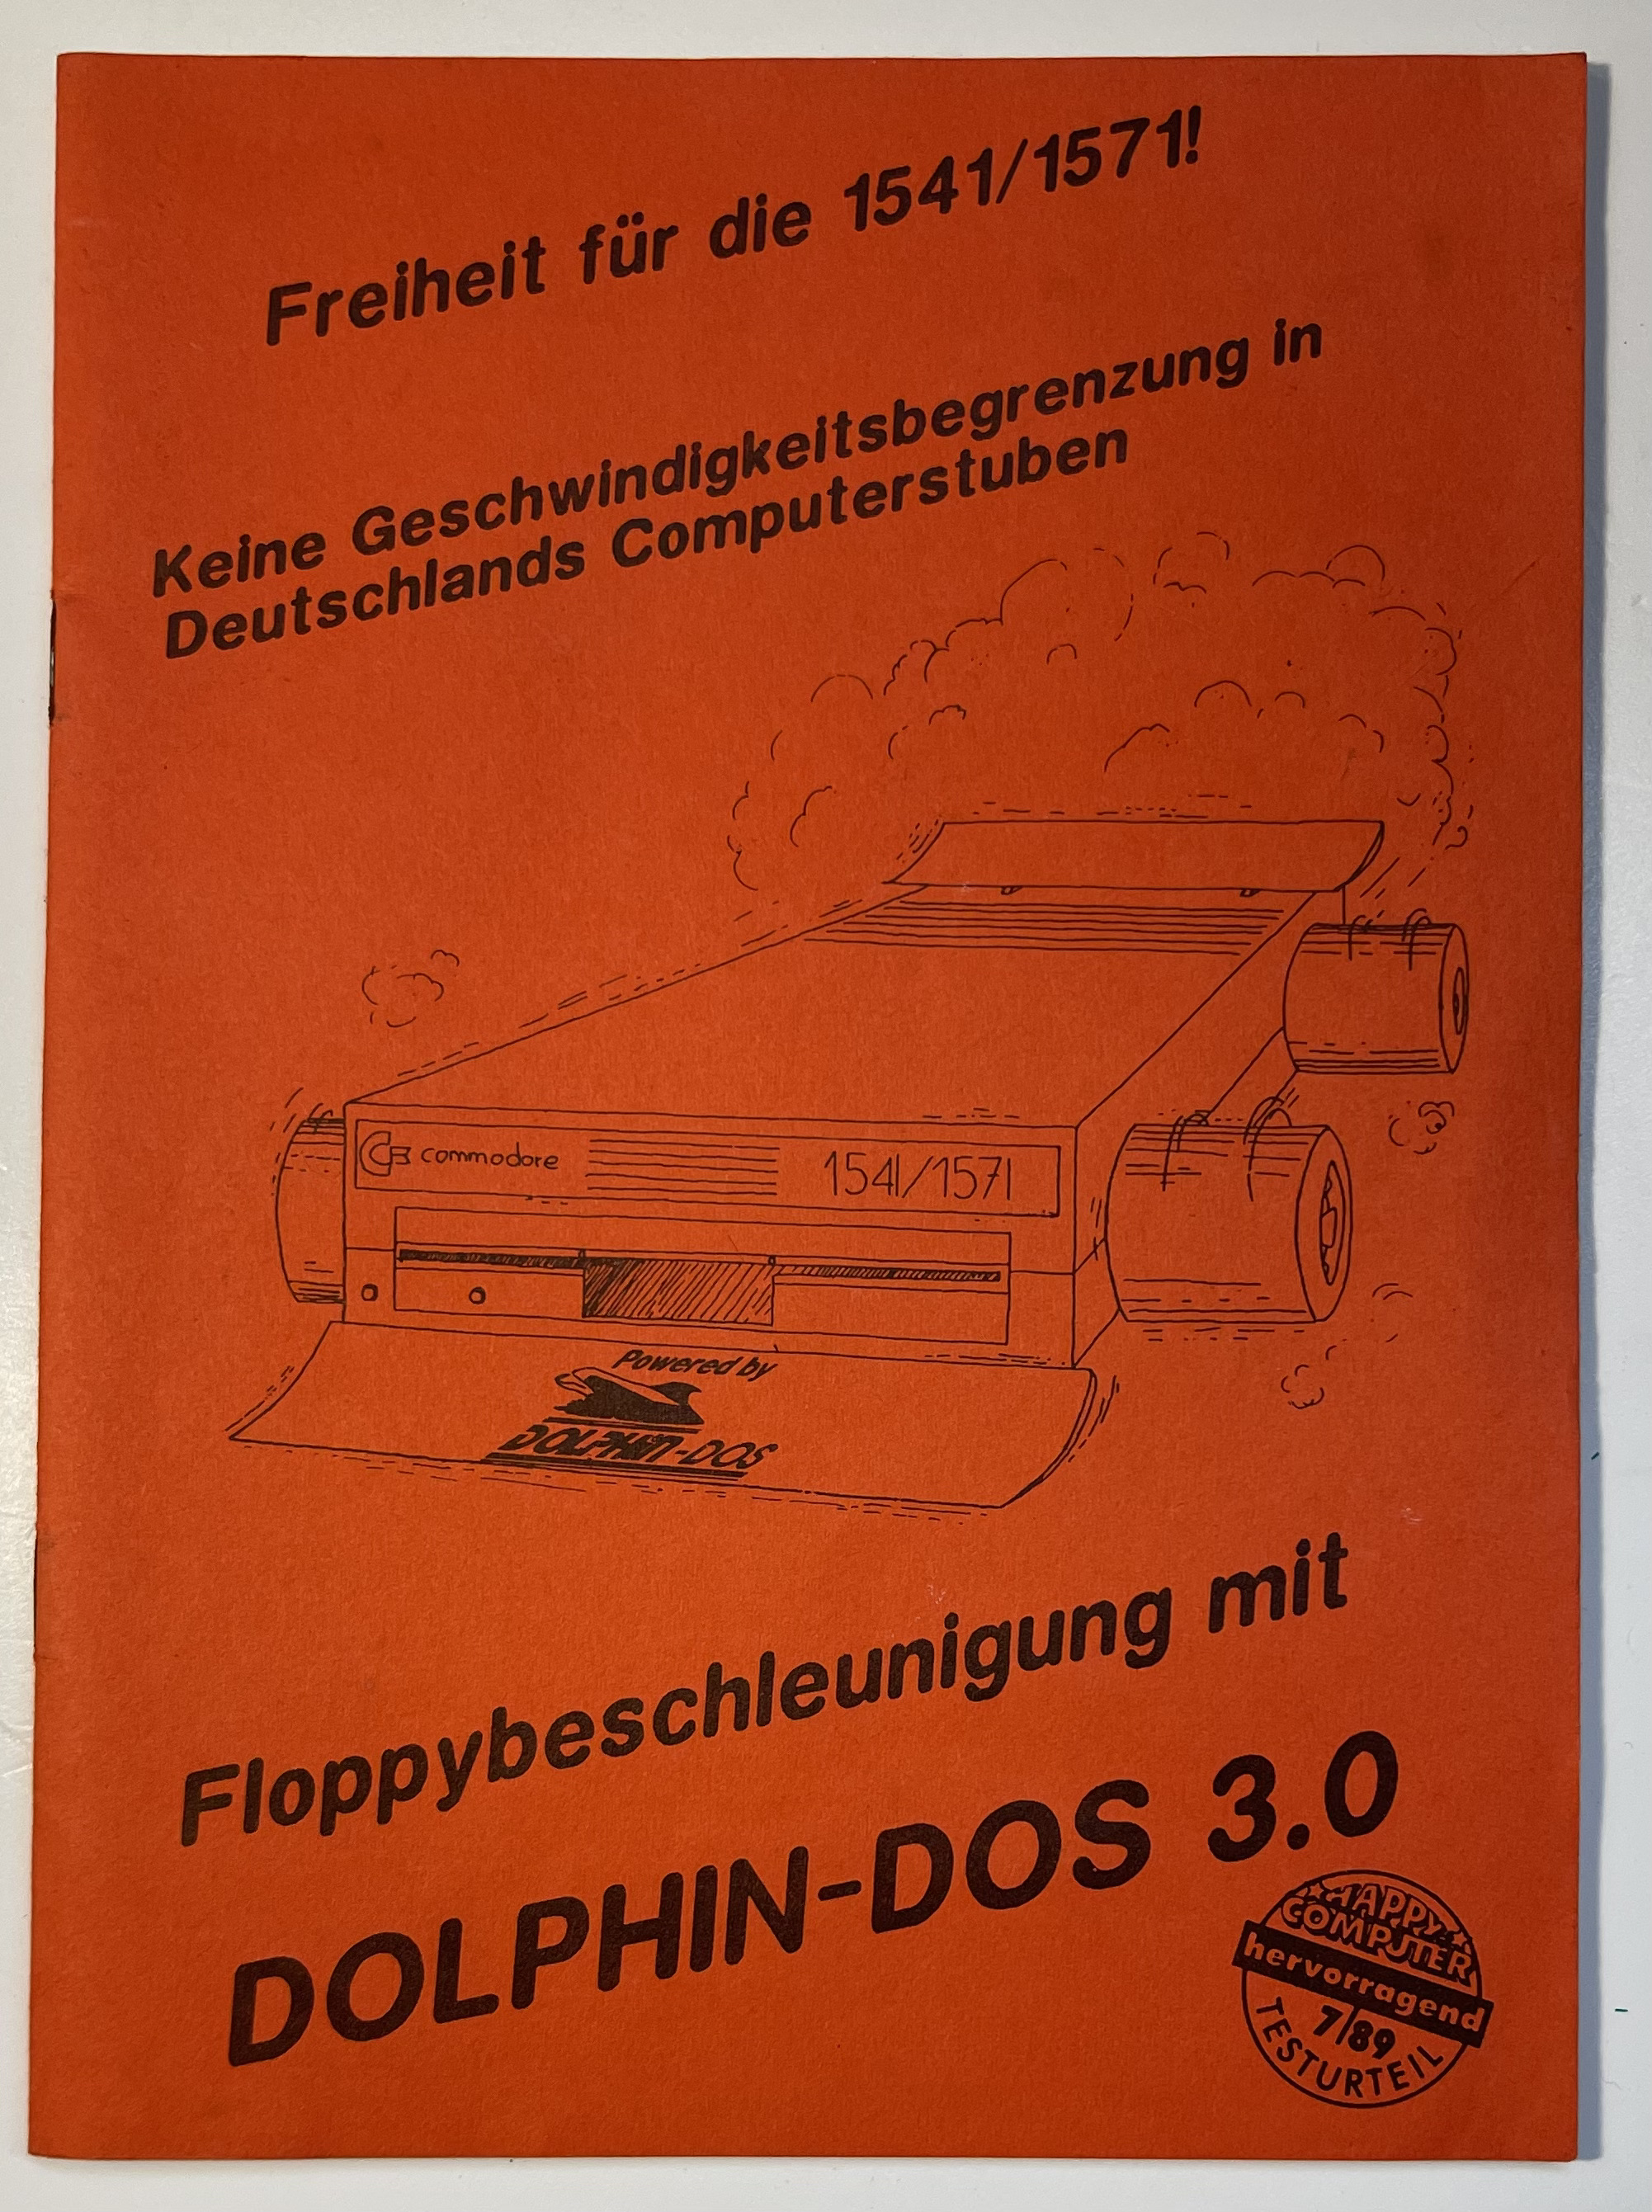 Freiheit für die 1541/1571!
Keine Geschwindigkeitsbegrenzung in
Deutschlands Computerstuben
commodore
1541/1571
Powered by
DOLPHIN-DOS
Floppybeschleunigung mit
DOLPHIN-DOS 3.0
HAPPY
COMPUTER
hervorragend
7/89
TESTURTEIL